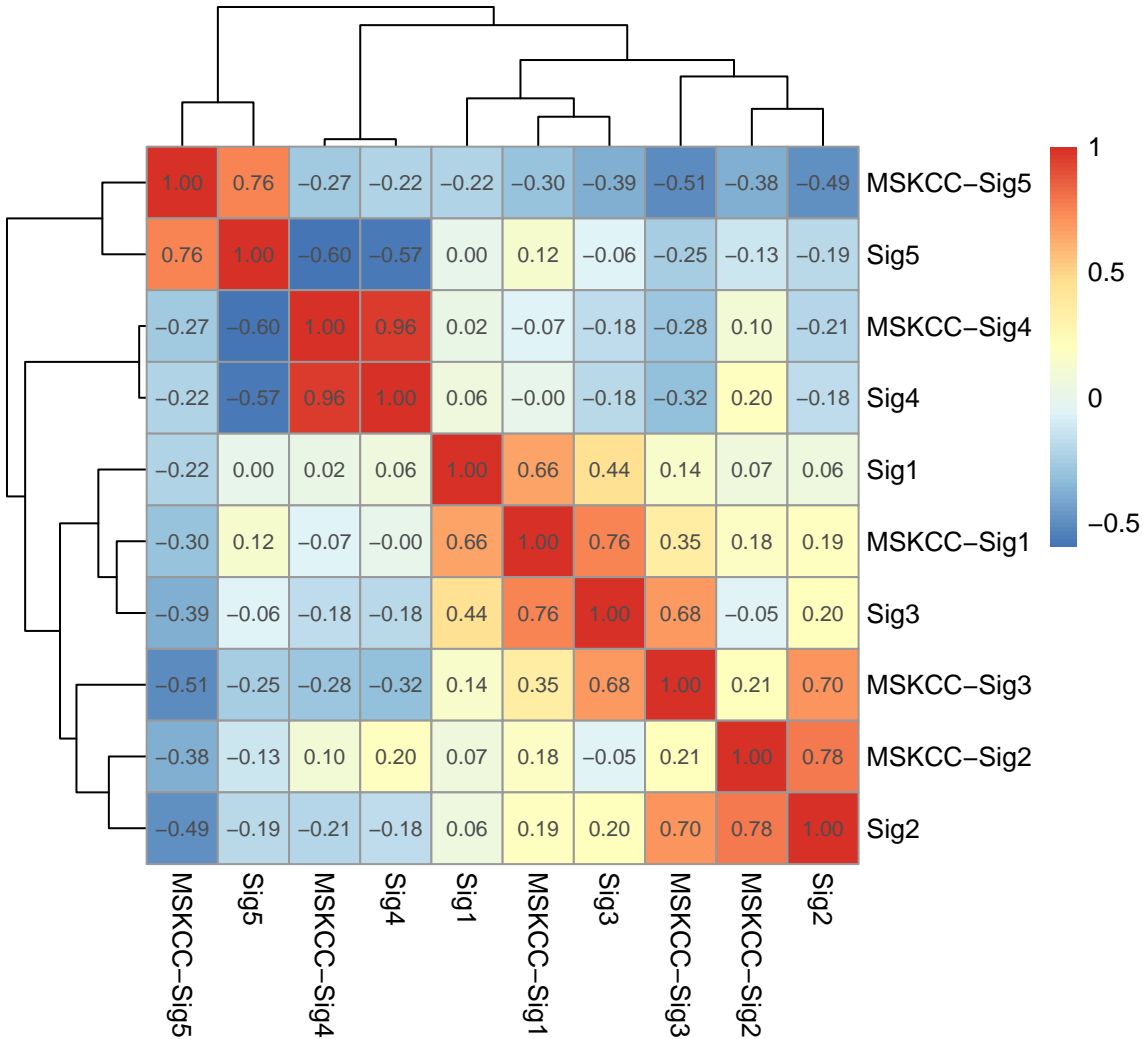 1.00 0.76 −0.27 −0.22 −0.22 −0.30 −0.39 −0.51 −0.38 −0.49 MSKCC−Sig5
0.76 1.00 −0.60 −0.57 0.00 0.12 −0.06 −0.25 −0.13 −0.19 Sig5
−0.27 −0.60 1.00 0.96 0.02 −0.07 −0.18 −0.28 0.10 −0.21 MSKCC−Sig4
−0.22 −0.57 0.96 1.00 0.06 −0.00 −0.18 −0.32 0.20 −0.18 Sig4
−0.22 0.00 0.02 0.06 1.00 0.66 0.44 0.14 0.07 0.06 Sig1
−0.30 0.12 −0.07 −0.00 0.66 1.00 0.76 0.35 0.18 0.19 MSKCC−Sig1
−0.39 −0.06 −0.18 −0.18 0.44 0.76 1.00 0.68 −0.05 0.20 Sig3
−0.51 −0.25 −0.28 −0.32 0.14 0.35 0.68 1.00 0.21 0.70 MSKCC−Sig3
−0.38 −0.13 0.10 0.20 0.07 0.18 −0.05 0.21 1.00 0.78 MSKCC−Sig2
−0.49 −0.19 −0.21 −0.18 0.06 0.19 0.20 0.70 0.78 1.00 Sig2
MSKCC−Sig5
Sig5
MSKCC−Sig4
Sig4
Sig1
MSKCC−Sig1
Sig3
MSKCC−Sig3
MSKCC−Sig2
Sig2
1
0.5
0
−0.5